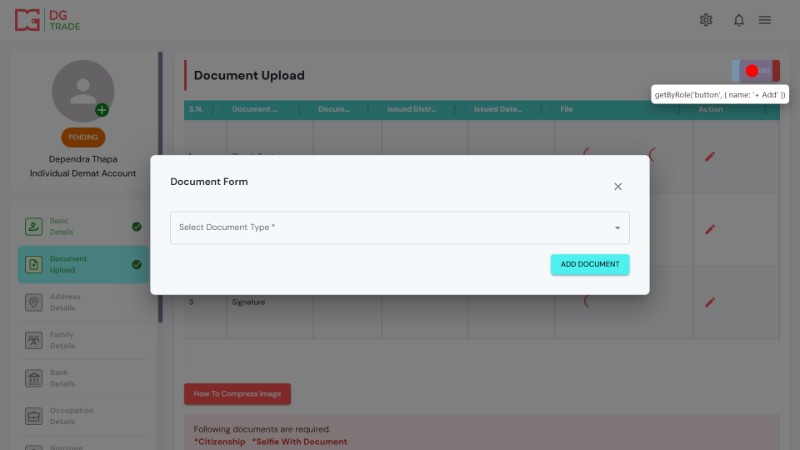 DG
TRADE
PENDING
Dependra Thapa
Individual Demat Account
Basic
Details
Document
Upload
Address
Details
Family
Details
Bank
Details
Occupation
Details
Nominee
Document Upload
getByRole('button', { name: '+ Add' })
S.N. Document ... Docum... Issued Distr... Issued Date... File Action
Document Form
Select Document Type *
ADD DOCUMENT
3 Signature
How To Compress Image
Following documents are required.
*Citizenship *Selfie With Document